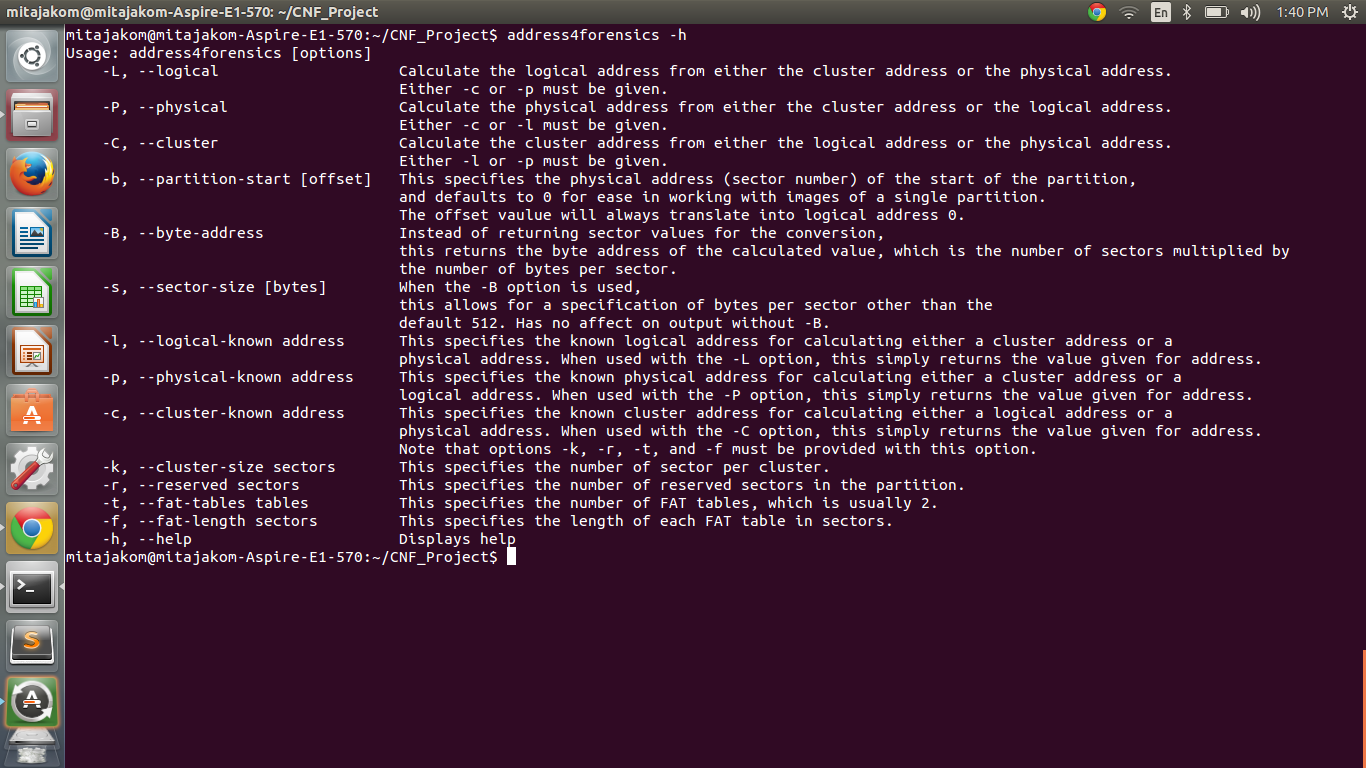 mitajakom@mitajakom-Aspire-E1-570: ~/CNF_Project En 1:40 PM
mitajakom@mitajakom-Aspire-E1-570:~/CNF_Project$ address4forensics -h
Usage: address4forensics [options]
-L, --logical Calculate the logical address from either the cluster address or the physical address.
Either -c or -p must be given.
-P, --physical Calculate the physical address from either the cluster address or the logical address.
Either -c or -l must be given.
-C, --cluster Calculate the cluster address from either the logical address or the physical address.
Either -l or -p must be given.
-b, --partition-start [offset] This specifies the physical address (sector number) of the start of the partition,
and defaults to 0 for ease in working with images of a single partition.
The offset vaulue will always translate into logical address 0.
-B, --byte-address Instead of returning sector values for the conversion,
this returns the byte address of the calculated value, which is the number of sectors multiplied by
the number of bytes per sector.
-s, --sector-size [bytes] When the -B option is used,
this allows for a specification of bytes per sector other than the
default 512. Has no affect on output without -B.
-l, --logical-known address This specifies the known logical address for calculating either a cluster address or a
physical address. When used with the -L option, this simply returns the value given for address.
-p, --physical-known address This specifies the known physical address for calculating either a cluster address or a
logical address. When used with the -P option, this simply returns the value given for address.
-c, --cluster-known address This specifies the known cluster address for calculating either a logical address or a
physical address. When used with the -C option, this simply returns the value given for address.
Note that options -k, -r, -t, and -f must be provided with this option.
-k, --cluster-size sectors This specifies the number of sector per cluster.
-r, --reserved sectors This specifies the number of reserved sectors in the partition.
-t, --fat-tables tables This specifies the number of FAT tables, which is usually 2.
-f, --fat-length sectors This specifies the length of each FAT table in sectors.
-h, --help Displays help
mitajakom@mitajakom-Aspire-E1-570:~/CNF_Project$